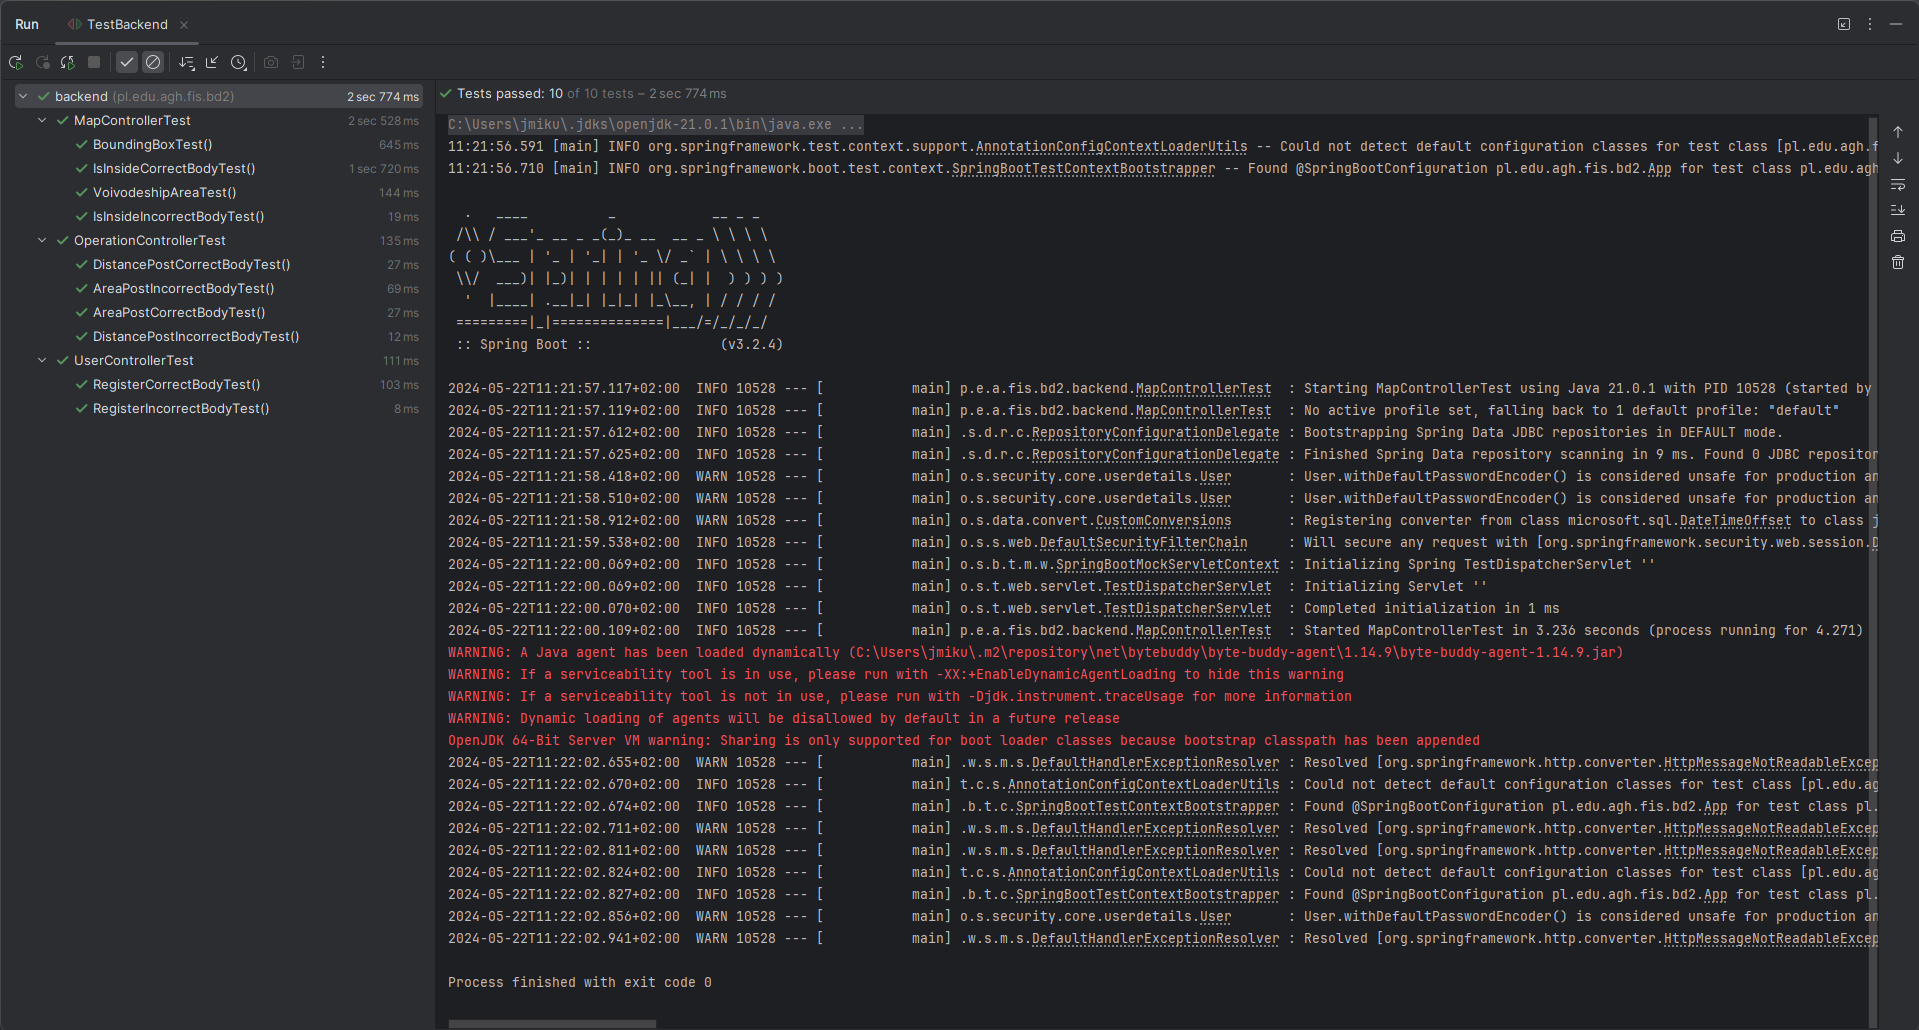 Run TestBackend
backend (pl.edu.agh.fis.bd2) 2 sec 774 ms
MapControllerTest 2 sec 528 ms
BoundingBoxTest() 645 ms
IsInsideCorrectBodyTest() 1 sec 720 ms
VoivodeshipAreaTest() 144 ms
IsInsideIncorrectBodyTest() 19 ms
OperationControllerTest 135 ms
DistancePostCorrectBodyTest() 27 ms
AreaPostIncorrectBodyTest() 69 ms
AreaPostCorrectBodyTest() 27 ms
DistancePostIncorrectBodyTest() 12 ms
UserControllerTest 111 ms
RegisterCorrectBodyTest() 103 ms
RegisterIncorrectBodyTest() 8 ms
Tests passed: 10 of 10 tests – 2 sec 774 ms
C:\Users\jmiku\.jdks\openjdk-21.0.1\bin\java.exe ...
11:21:56.591 [main] INFO org.springframework.test.context.support.AnnotationConfigContextLoaderUtils -- Could not detect default configuration classes for test class [pl.edu.agh.f
11:21:56.710 [main] INFO org.springframework.boot.test.context.SpringBootTestContextBootstrapper -- Found @SpringBootConfiguration pl.edu.agh.fis.bd2.App for test class pl.edu.agh
  .   ____          _            __ _ _
 /\\ / ___'_ __ _ _(_)_ __  __ _ \ \ \ \
( ( )\___ | '_ | '_| | '_ \/ _` | \ \ \ \
 \\/  ___)| |_)| | | | | || (_| |  ) ) ) )
  '  |____| .__|_| |_|_| |_\__, | / / / /
 =========|_|==============|___/=/_/_/_/
 :: Spring Boot ::                (v3.2.4)
2024-05-22T11:21:57.117+02:00  INFO 10528 --- [           main] p.e.a.fis.bd2.backend.MapControllerTest  : Starting MapControllerTest using Java 21.0.1 with PID 10528 (started by
2024-05-22T11:21:57.119+02:00  INFO 10528 --- [           main] p.e.a.fis.bd2.backend.MapControllerTest  : No active profile set, falling back to 1 default profile: "default"
2024-05-22T11:21:57.612+02:00  INFO 10528 --- [           main] .s.d.r.c.RepositoryConfigurationDelegate : Bootstrapping Spring Data JDBC repositories in DEFAULT mode.
2024-05-22T11:21:57.625+02:00  INFO 10528 --- [           main] .s.d.r.c.RepositoryConfigurationDelegate : Finished Spring Data repository scanning in 9 ms. Found 0 JDBC repositor
2024-05-22T11:21:58.418+02:00  WARN 10528 --- [           main] o.s.security.core.userdetails.User       : User.withDefaultPasswordEncoder() is considered unsafe for production an
2024-05-22T11:21:58.510+02:00  WARN 10528 --- [           main] o.s.security.core.userdetails.User       : User.withDefaultPasswordEncoder() is considered unsafe for production an
2024-05-22T11:21:58.912+02:00  WARN 10528 --- [           main] o.s.data.convert.CustomConversions       : Registering converter from class microsoft.sql.DateTimeOffset to class j
2024-05-22T11:21:59.538+02:00  INFO 10528 --- [           main] o.s.s.web.DefaultSecurityFilterChain     : Will secure any request with [org.springframework.security.web.session.D
2024-05-22T11:22:00.069+02:00  INFO 10528 --- [           main] o.s.b.t.m.w.SpringBootMockServletContext : Initializing Spring TestDispatcherServlet ''
2024-05-22T11:22:00.069+02:00  INFO 10528 --- [           main] o.s.t.web.servlet.TestDispatcherServlet  : Initializing Servlet ''
2024-05-22T11:22:00.070+02:00  INFO 10528 --- [           main] o.s.t.web.servlet.TestDispatcherServlet  : Completed initialization in 1 ms
2024-05-22T11:22:00.109+02:00  INFO 10528 --- [           main] p.e.a.fis.bd2.backend.MapControllerTest  : Started MapControllerTest in 3.236 seconds (process running for 4.271)
WARNING: A Java agent has been loaded dynamically (C:\Users\jmiku\.m2\repository\net\bytebuddy\byte-buddy-agent\1.14.9\byte-buddy-agent-1.14.9.jar)
WARNING: If a serviceability tool is in use, please run with -XX:+EnableDynamicAgentLoading to hide this warning
WARNING: If a serviceability tool is not in use, please run with -Djdk.instrument.traceUsage for more information
WARNING: Dynamic loading of agents will be disallowed by default in a future release
OpenJDK 64-Bit Server VM warning: Sharing is only supported for boot loader classes because bootstrap classpath has been appended
2024-05-22T11:22:02.655+02:00  WARN 10528 --- [           main] .w.s.m.s.DefaultHandlerExceptionResolver : Resolved [org.springframework.http.converter.HttpMessageNotReadableExcep
2024-05-22T11:22:02.670+02:00  INFO 10528 --- [           main] t.c.s.AnnotationConfigContextLoaderUtils : Could not detect default configuration classes for test class [pl.edu.ag
2024-05-22T11:22:02.674+02:00  INFO 10528 --- [           main] .b.t.c.SpringBootTestContextBootstrapper : Found @SpringBootConfiguration pl.edu.agh.fis.bd2.App for test class pl.
2024-05-22T11:22:02.711+02:00  WARN 10528 --- [           main] .w.s.m.s.DefaultHandlerExceptionResolver : Resolved [org.springframework.http.converter.HttpMessageNotReadableExcep
2024-05-22T11:22:02.811+02:00  WARN 10528 --- [           main] .w.s.m.s.DefaultHandlerExceptionResolver : Resolved [org.springframework.http.converter.HttpMessageNotReadableExcep
2024-05-22T11:22:02.824+02:00  INFO 10528 --- [           main] t.c.s.AnnotationConfigContextLoaderUtils : Could not detect default configuration classes for test class [pl.edu.ag
2024-05-22T11:22:02.827+02:00  INFO 10528 --- [           main] .b.t.c.SpringBootTestContextBootstrapper : Found @SpringBootConfiguration pl.edu.agh.fis.bd2.App for test class pl.
2024-05-22T11:22:02.856+02:00  WARN 10528 --- [           main] o.s.security.core.userdetails.User       : User.withDefaultPasswordEncoder() is considered unsafe for production an
2024-05-22T11:22:02.941+02:00  WARN 10528 --- [           main] .w.s.m.s.DefaultHandlerExceptionResolver : Resolved [org.springframework.http.converter.HttpMessageNotReadableExcep
Process finished with exit code 0